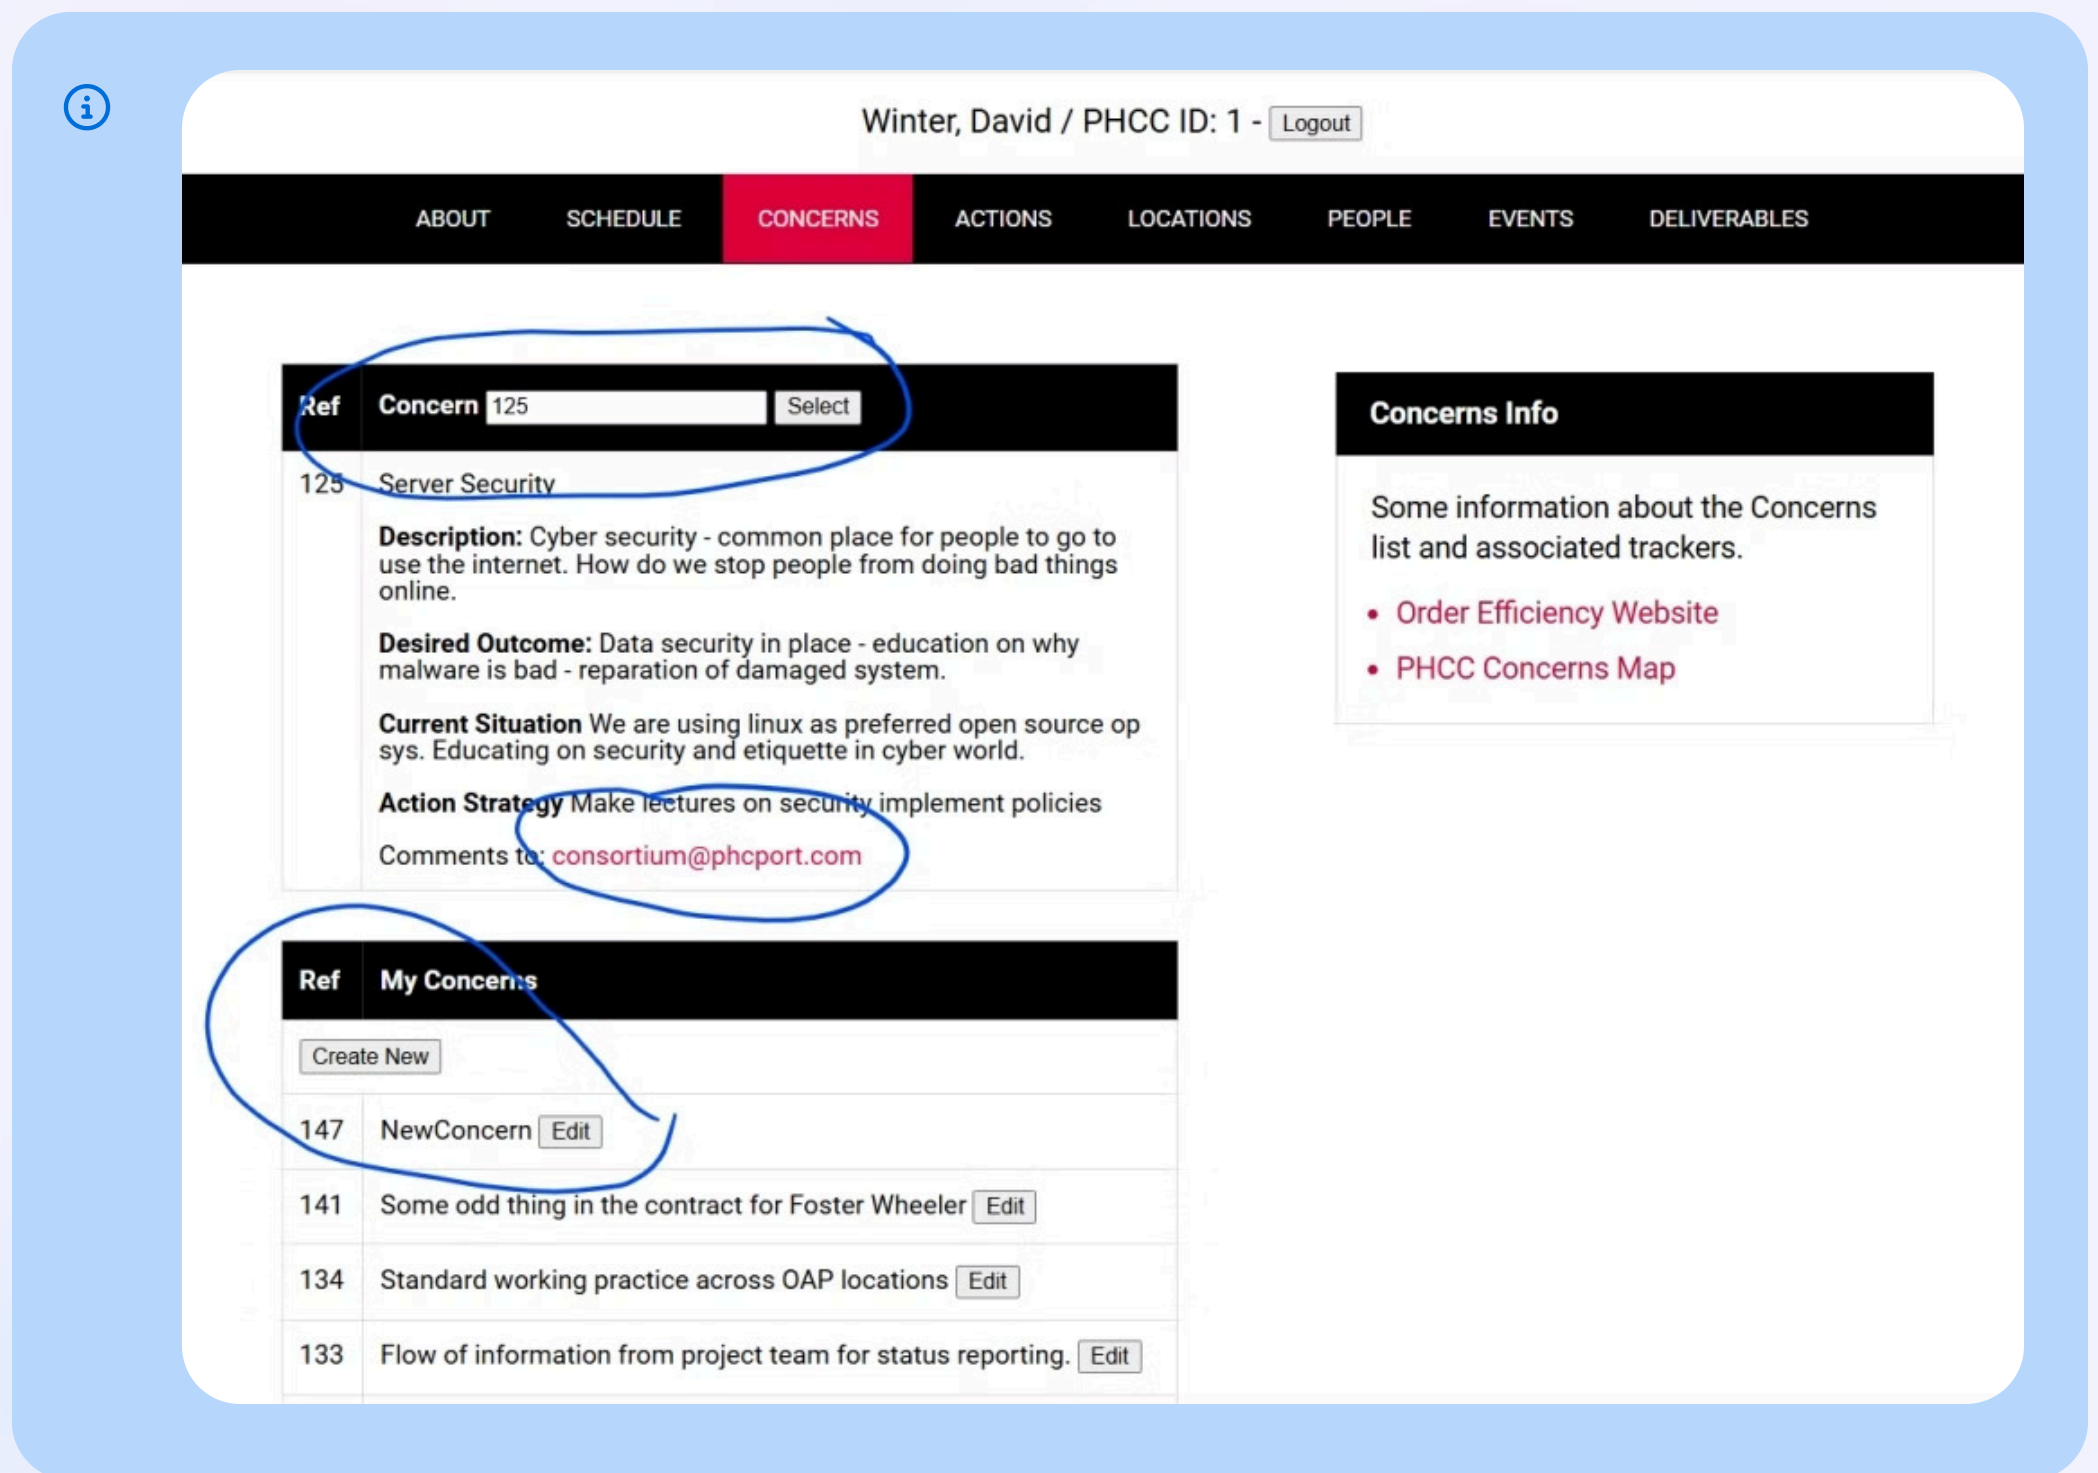 Winter, David / PHCC ID: 1 - Logout
ABOUT SCHEDULE CONCERNS ACTIONS LOCATIONS PEOPLE EVENTS DELIVERABLES
Ref Concern 125 Select
125 Server Security
Description: Cyber security - common place for people to go to
use the internet. How do we stop people from doing bad things
online.
Desired Outcome: Data security in place - education on why
malware is bad - reparation of damaged system.
Current Situation We are using linux as preferred open source op
sys. Educating on security and etiquette in cyber world.
Action Strategy Make lectures on security implement policies
Comments to: consortium@phcport.com
Ref My Concerns
Create New
147 NewConcern Edit
141 Some odd thing in the contract for Foster Wheeler Edit
134 Standard working practice across OAP locations Edit
133 Flow of information from project team for status reporting. Edit
Concerns Info
Some information about the Concerns
list and associated trackers.
• Order Efficiency Website
• PHCC Concerns Map